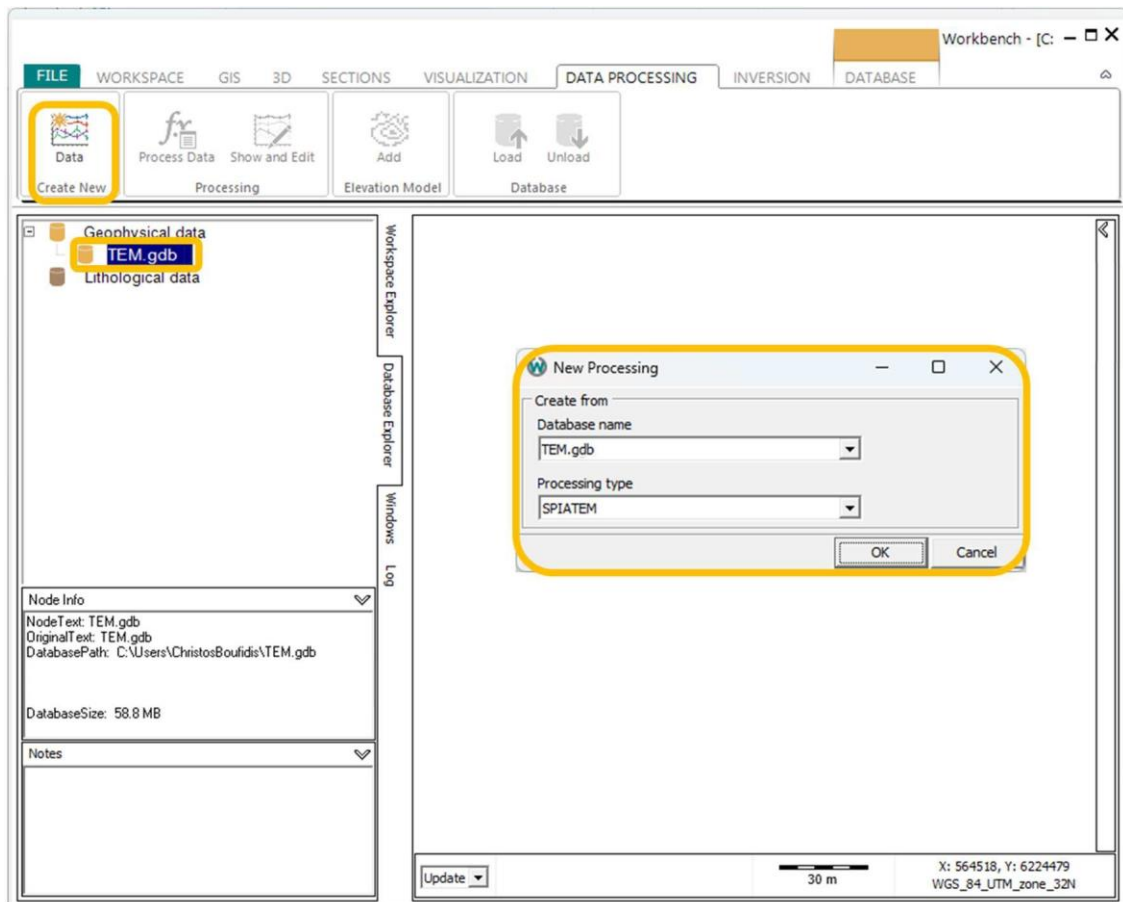 Workbench - [C:
FILE WORKSPACE GIS 3D SECTIONS VISUALIZATION DATA PROCESSING INVERSION DATABASE
Data Process Data Show and Edit Add Load Unload
Create New Processing Elevation Model Database
Geophysical data
TEM.gdb
Lithological data
Workspace Explorer
Database Explorer
Windows
Log
New Processing
Create from
Database name
TEM.gdb
Processing type
SPIATEM
OK Cancel
Node Info
NodeText: TEM.gdb
OriginalText: TEM.gdb
DatabasePath: C:\Users\ChristosBoufidis\TEM.gdb
DatabaseSize: 58.8 MB
Notes
Update
30 m
X: 564518, Y: 6224479
WGS_84_UTM_zone_32N